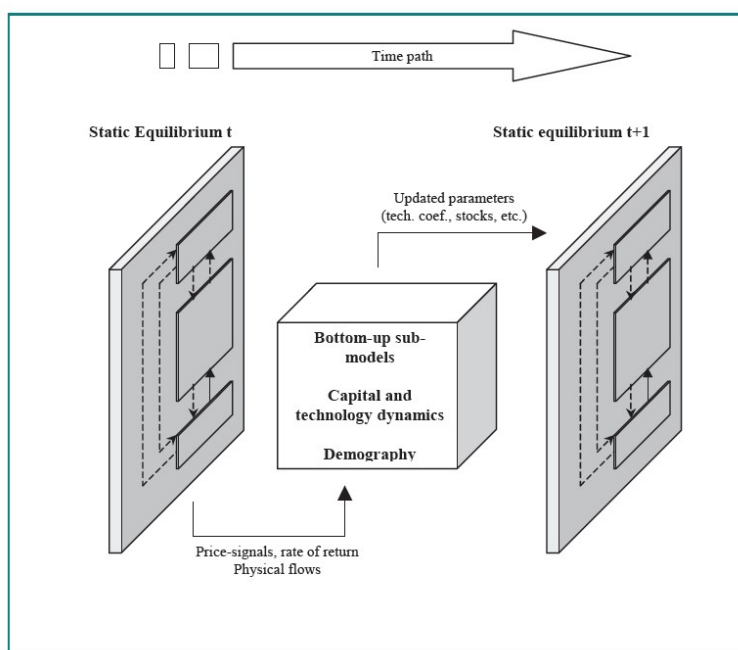 Time path
Static Equilibrium t
Static equilibrium t+1
Updated parameters
(tech. coef., stocks, etc.)
Bottom-up sub-
models
Capital and
technology dynamics
Demography
Price-signals, rate of return
Physical flows